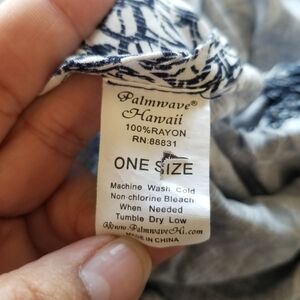 Palmwave®
Hawaii
100%RAYON
RN:88831
ONE SIZE
Machine Wash Cold
Non-chlorine Bleach
When Needed
Tumble Dry Low
Www.PalmwaveHi.com
MADE IN CHINA